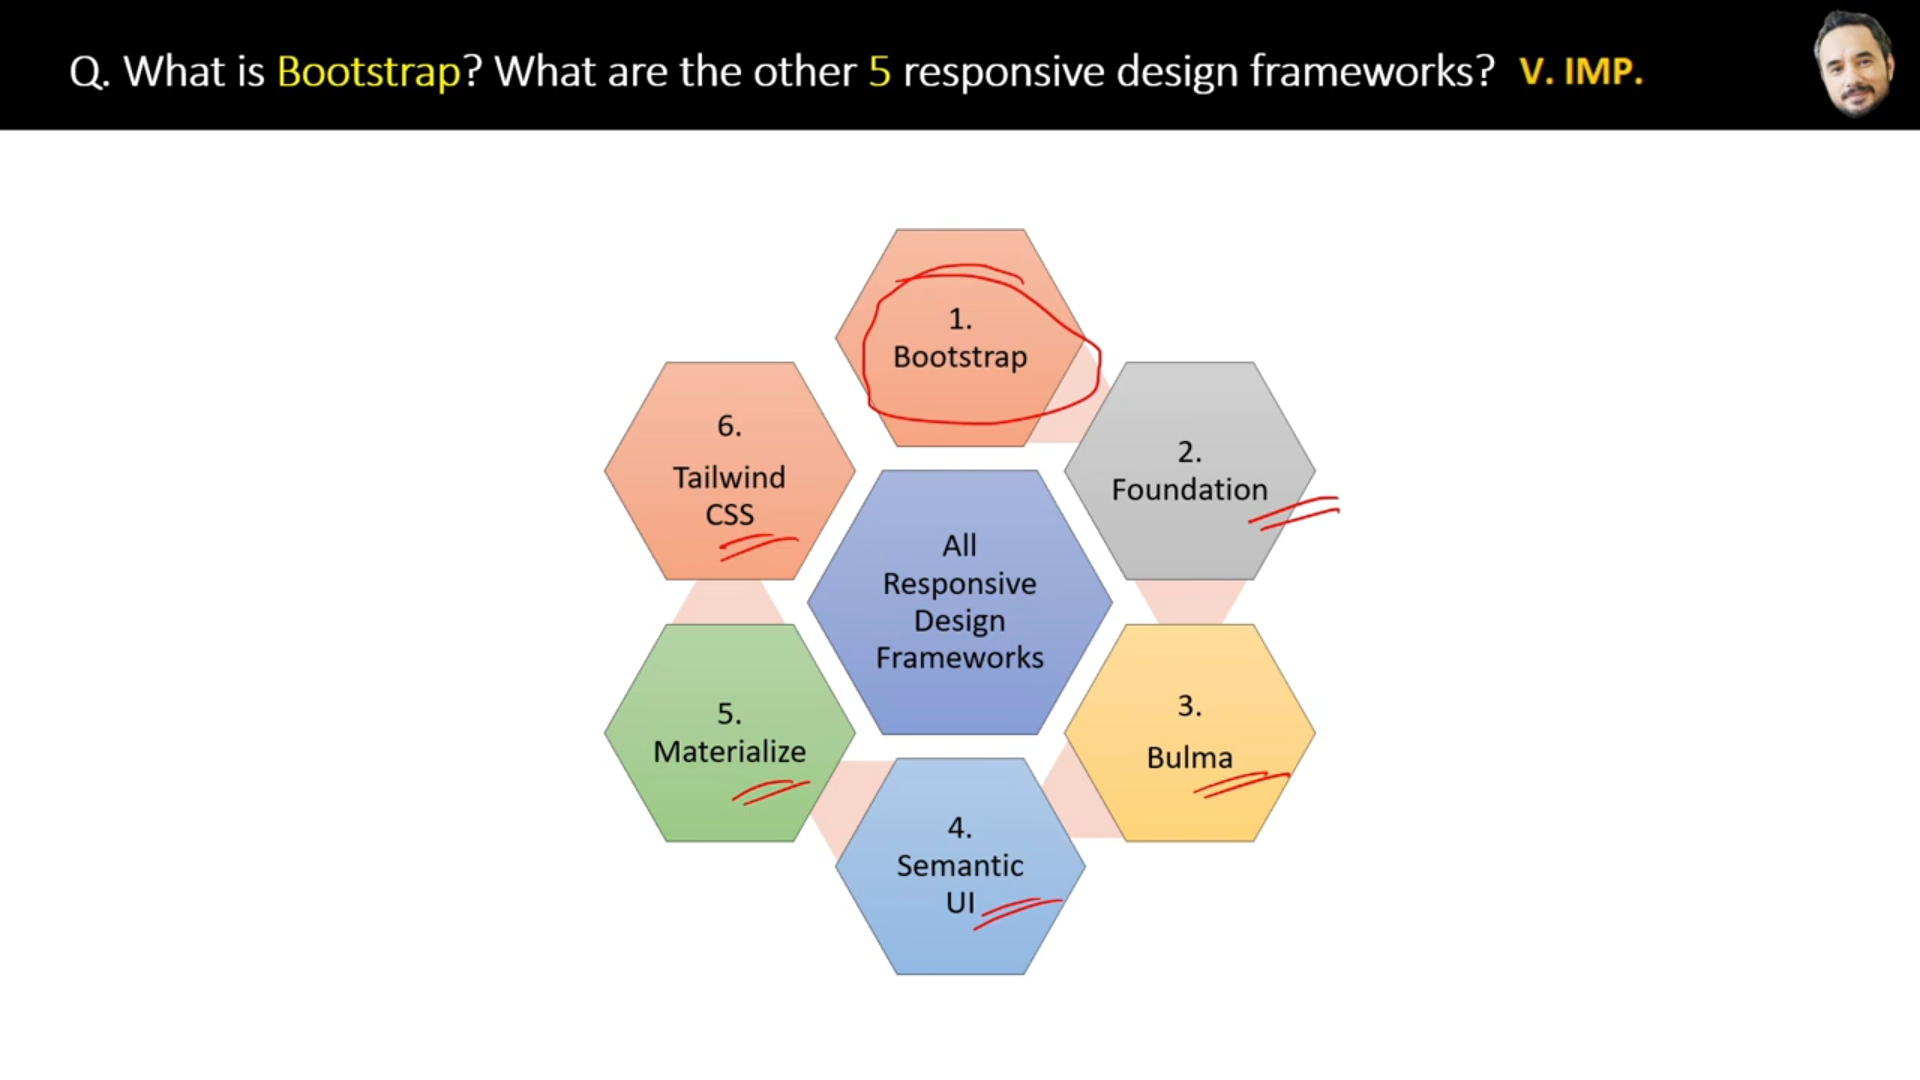 Q. What is Bootstrap? What are the other 5 responsive design frameworks? V. IMP.
1.
Bootstrap
2.
Foundation
3.
Bulma
4.
Semantic
UI
5.
Materialize
6.
Tailwind
CSS
All
Responsive
Design
Frameworks